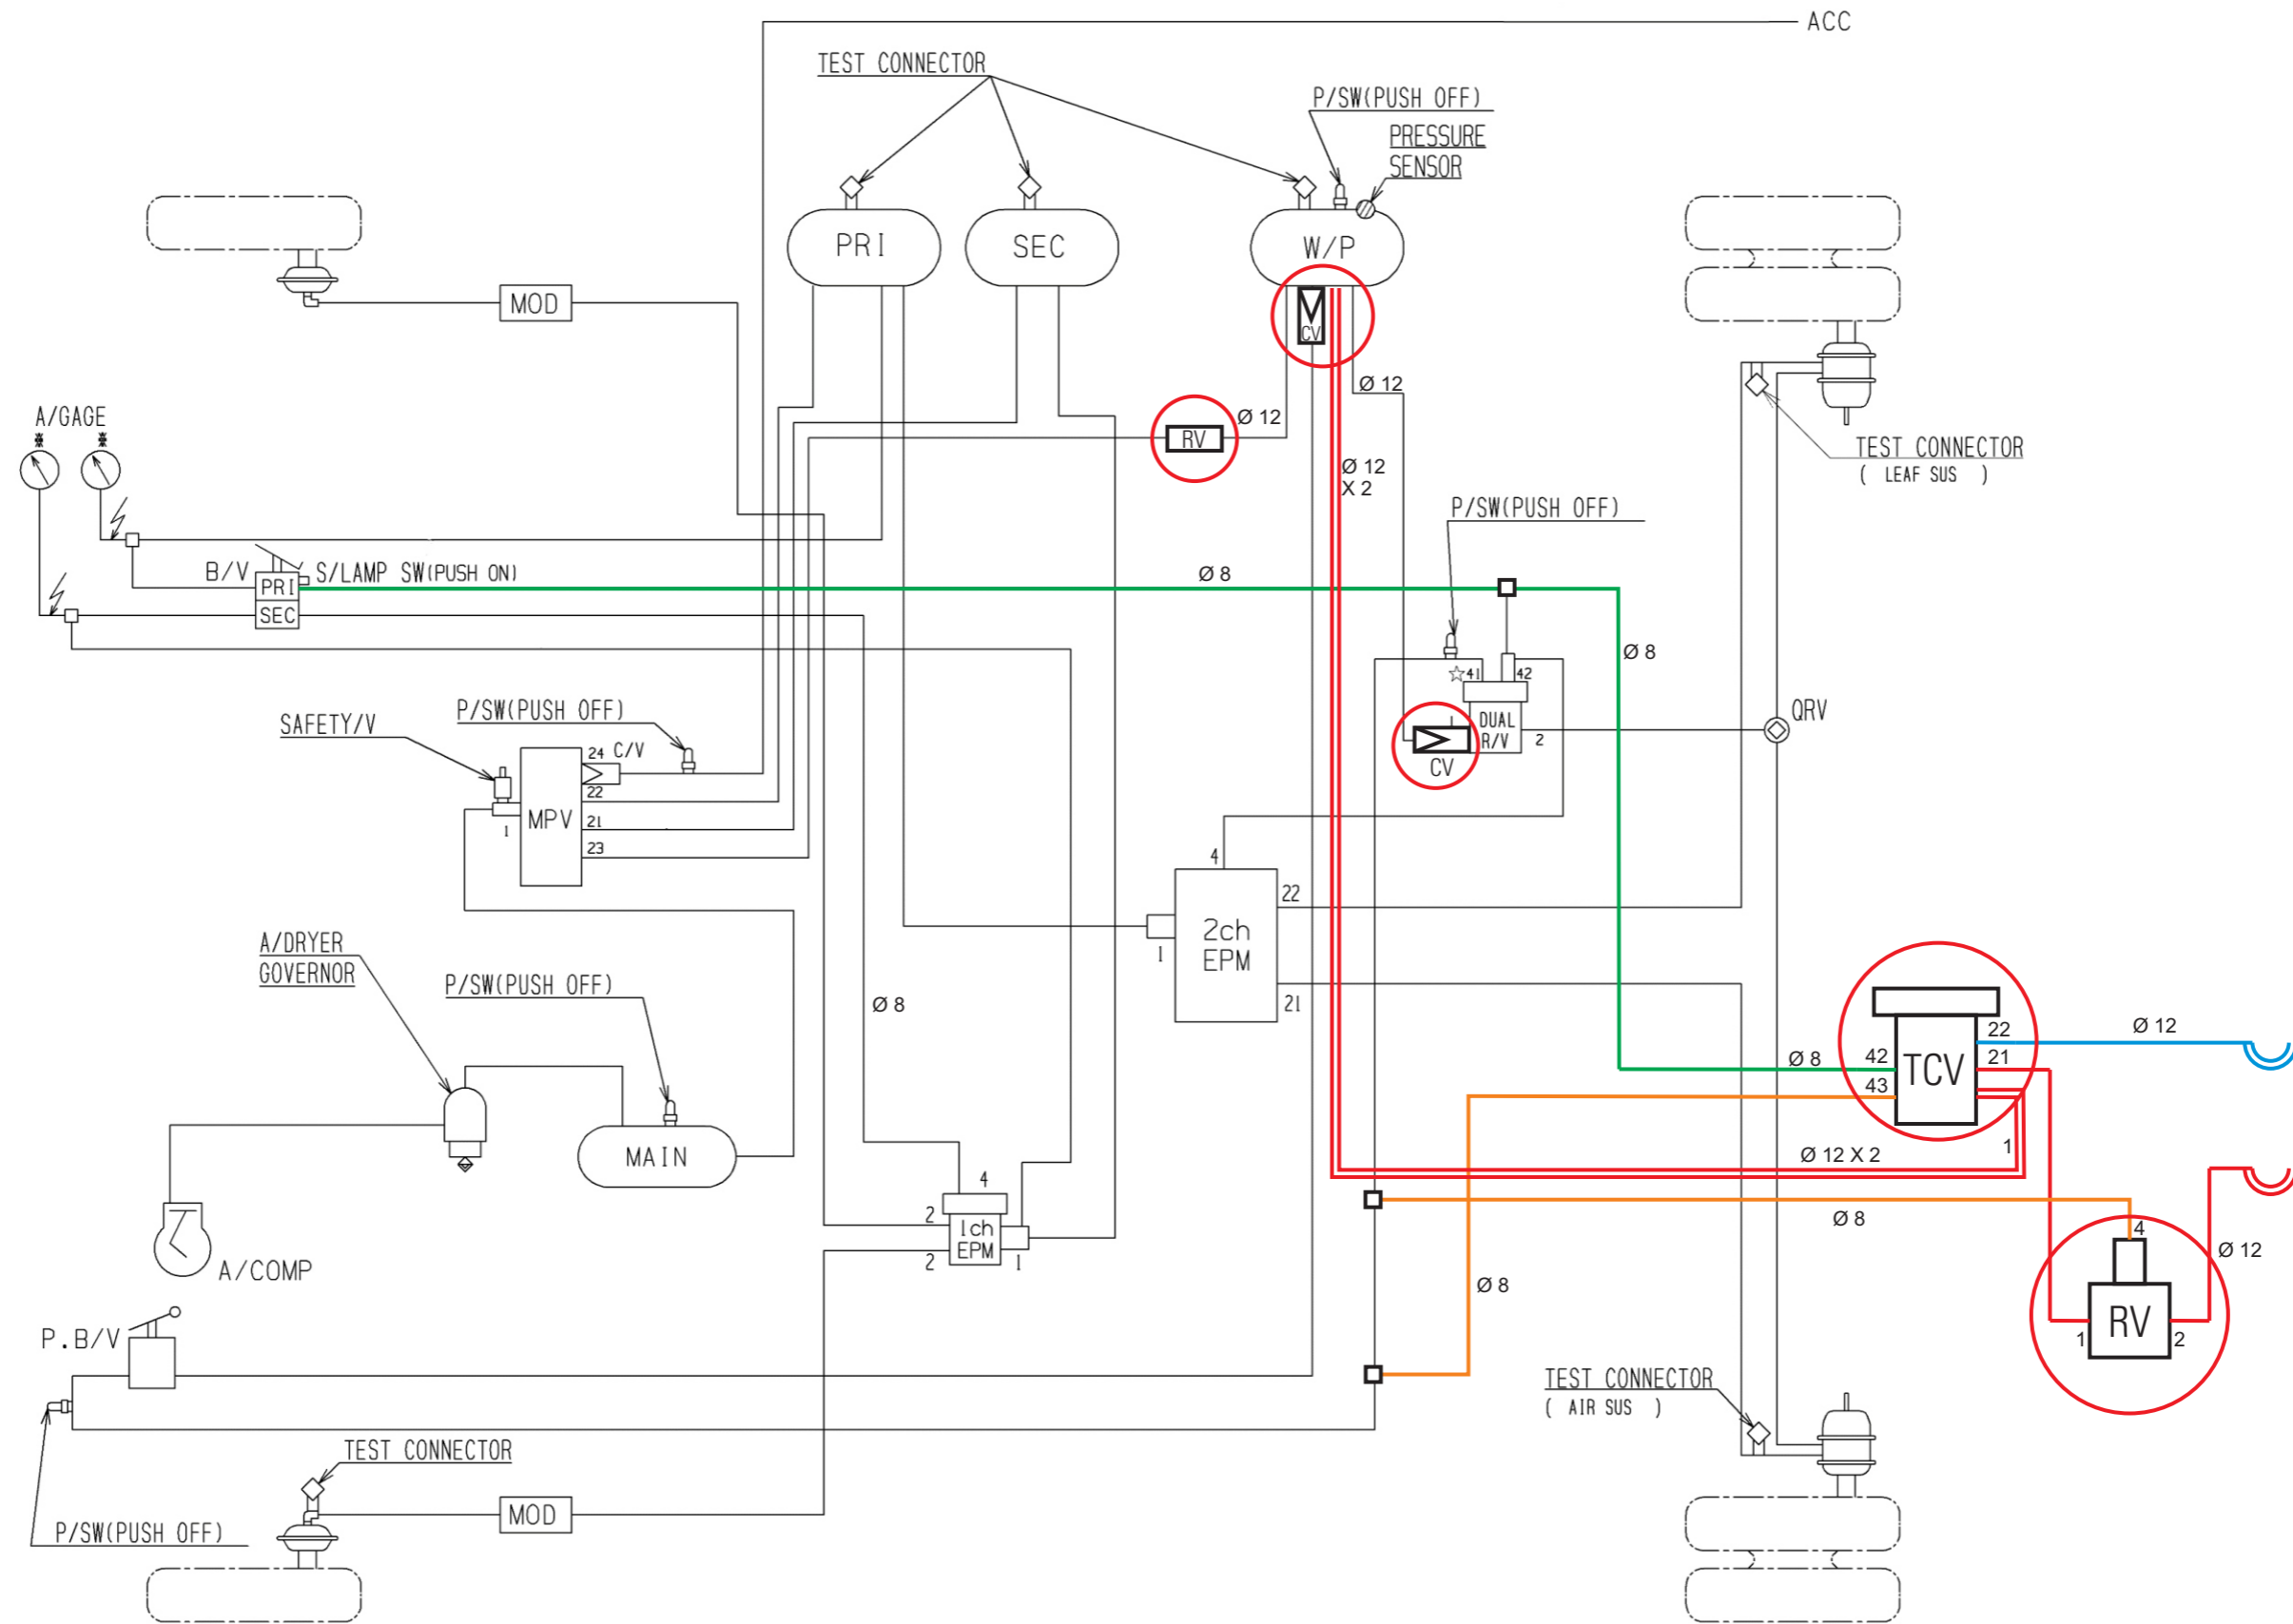 ACC
TEST CONNECTOR
P/SW(PUSH OFF)
PRESSURE
SENSOR
PRI
SEC
W/P
MOD
CV
Ø 12
A/GAGE
RV
Ø 12
TEST CONNECTOR
( LEAF SUS )
Ø 12
X 2
P/SW(PUSH OFF)
B/V
PRI
S/LAMP SW(PUSH ON)
Ø 8
SEC
Ø 8
☆41
42
P/SW(PUSH OFF)
SAFETY/V
QRV
DUAL
R/V
1
2
24 C/V
CV
22
MPV
21
1
23
4
22
2ch
EPM
A/DRYER
GOVERNOR
1
P/SW(PUSH OFF)
21
Ø 8
22
Ø 12
42
Ø 8
TCV
21
43
MAIN
Ø 12 X 2
1
4
2
1ch
EPM
2
1
Ø 8
4
Ø 12
A/COMP
Ø 8
P.B/V
RV
1
2
TEST CONNECTOR
( AIR SUS )
TEST CONNECTOR
MOD
P/SW(PUSH OFF)